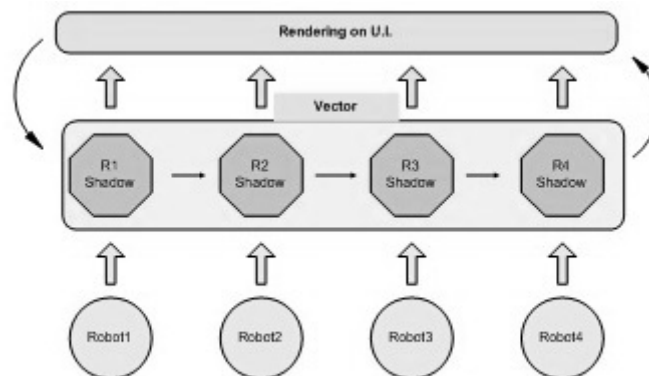 Rendering on U.I.
Vector
R1
Shadow
R2
Shadow
R3
Shadow
R4
Shadow
Robot1
Robot2
Robot3
Robot4